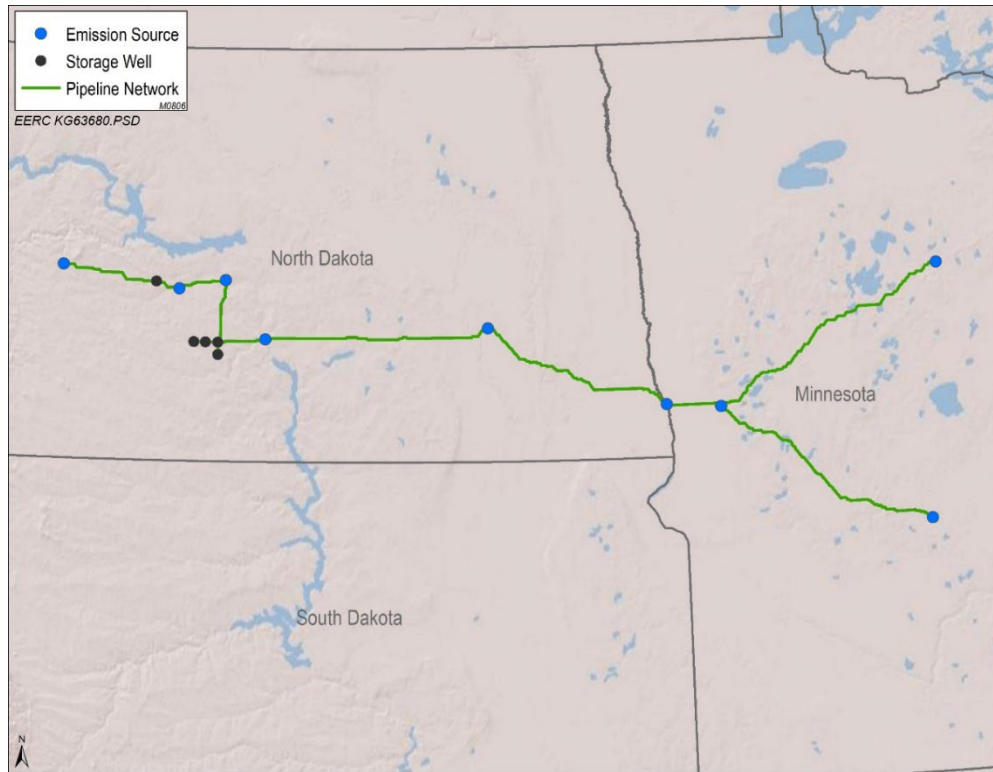 Emission Source
Storage Well
Pipeline Network
M0806
EERC KG63680.PSD
North Dakota
Minnesota
South Dakota
N